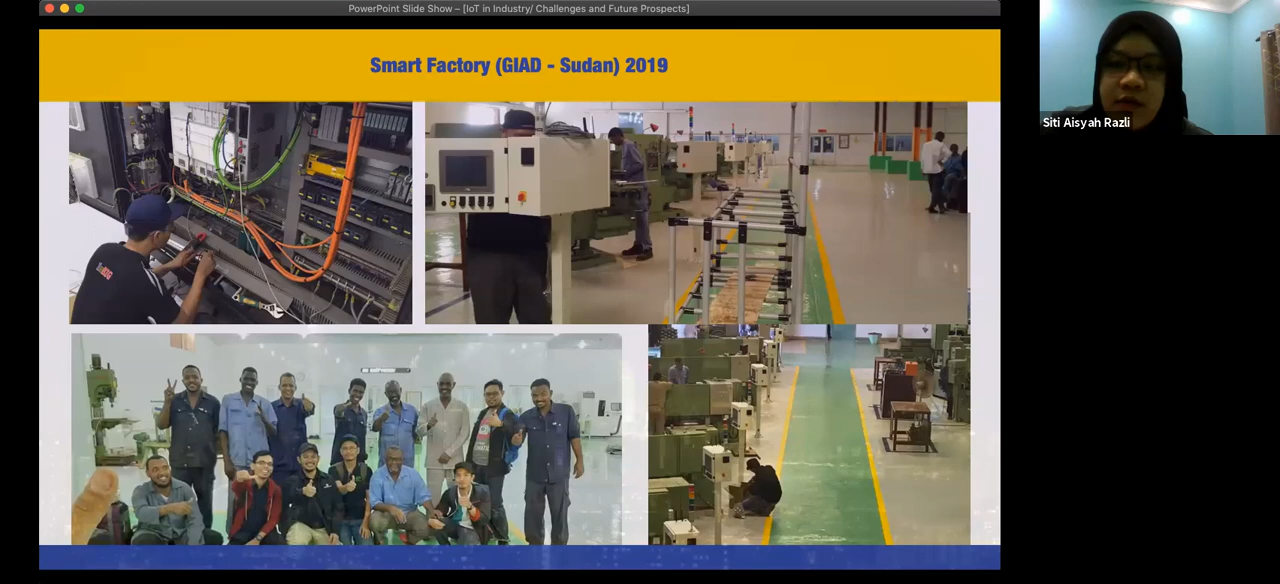 PowerPoint Slide Show – [IoT in Industry/ Challenges and Future Prospects]
Smart Factory (GIAD - Sudan) 2019
Siti Aisyah Razli